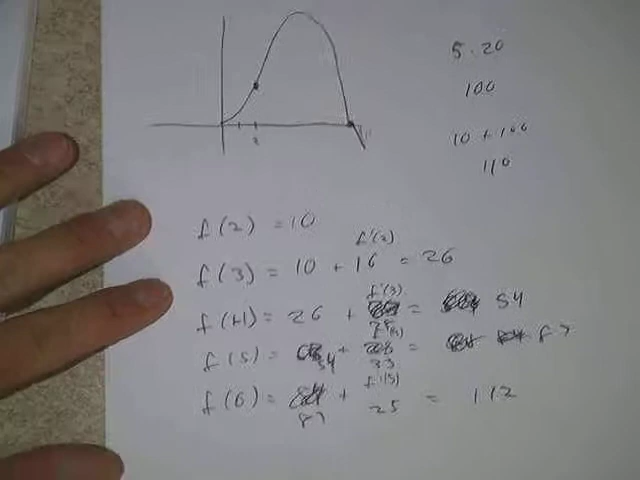 5 · 20
100
10 + 100
110
2
f(2) = 10
f'(2)
f(3) = 10 + 16 = 26
f'(3)
f(4) = 26 + = 54
f(5) = 54 + 33 = 87
f'(5)
f(6) = 87 + 25 = 112